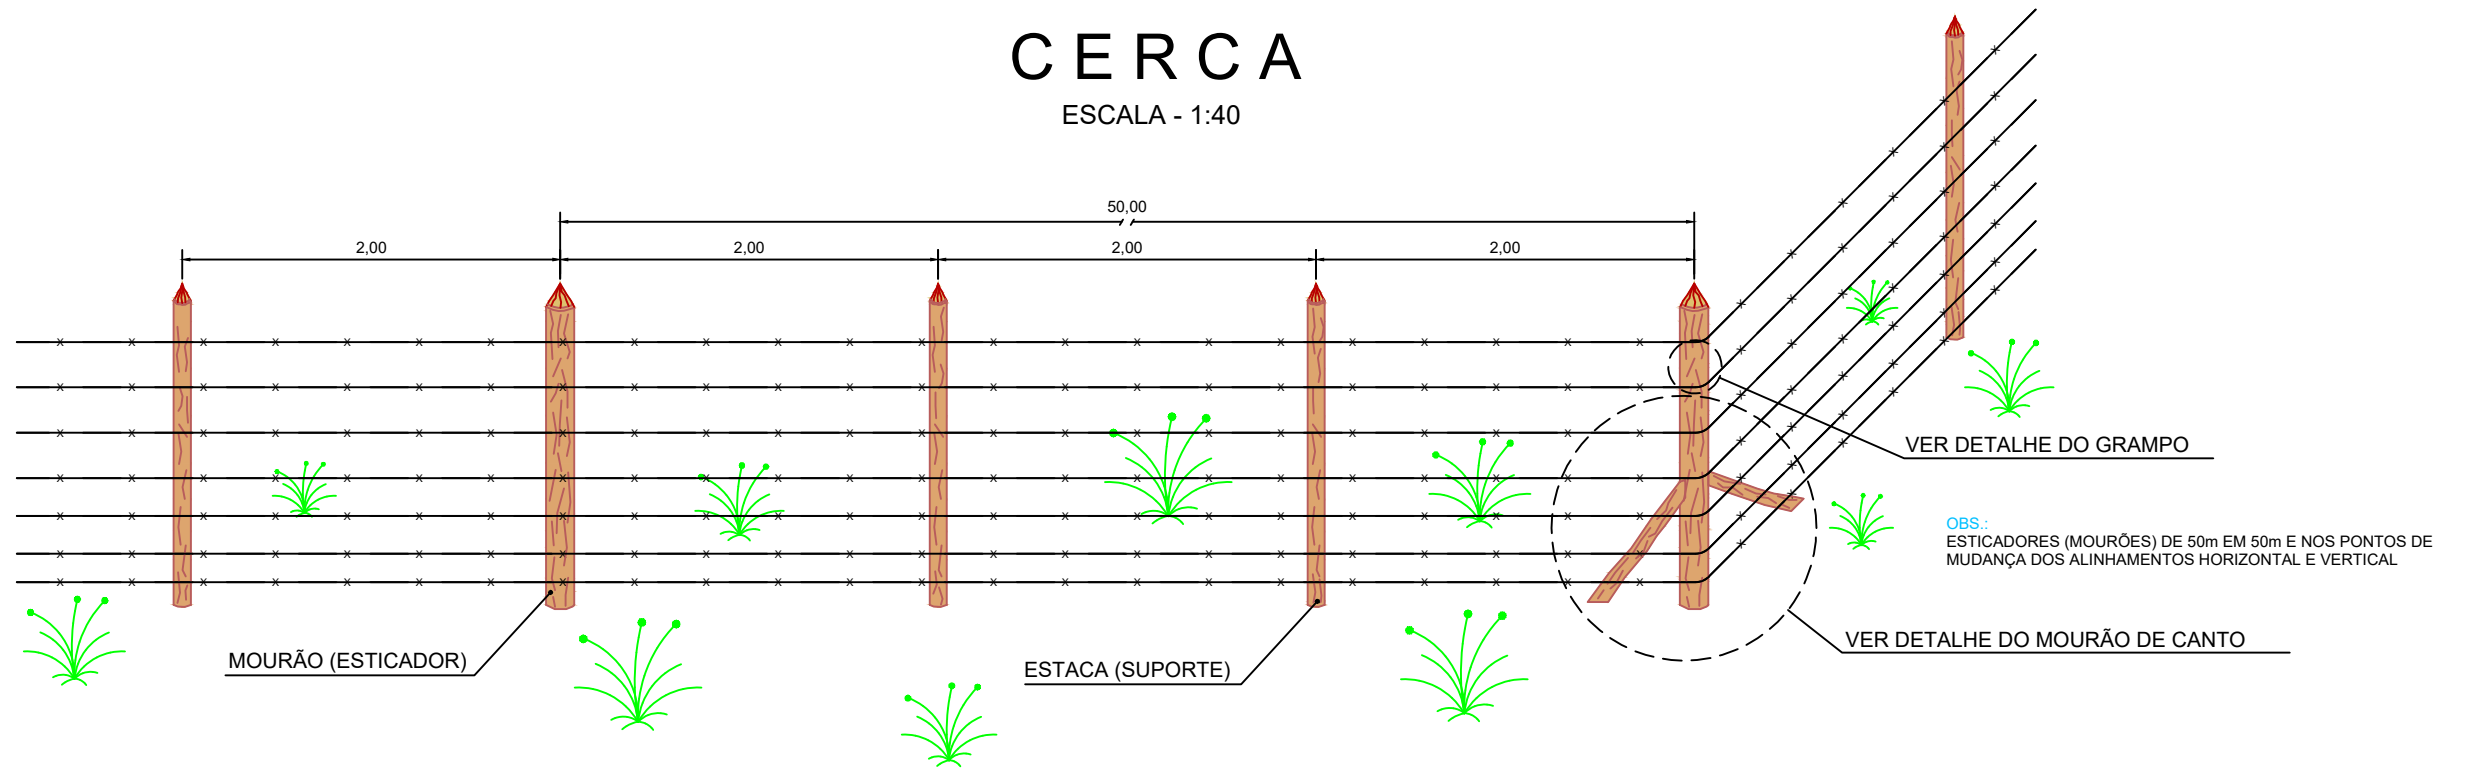 C E R C A
ESCALA - 1:40
50,00
2,00
2,00
2,00
2,00
VER DETALHE DO GRAMPO
OBS.:
ESTICADORES (MOURÕES) DE 50m EM 50m E NOS PONTOS DE
MUDANÇA DOS ALINHAMENTOS HORIZONTAL E VERTICAL
VER DETALHE DO MOURÃO DE CANTO
MOURÃO (ESTICADOR)
ESTACA (SUPORTE)